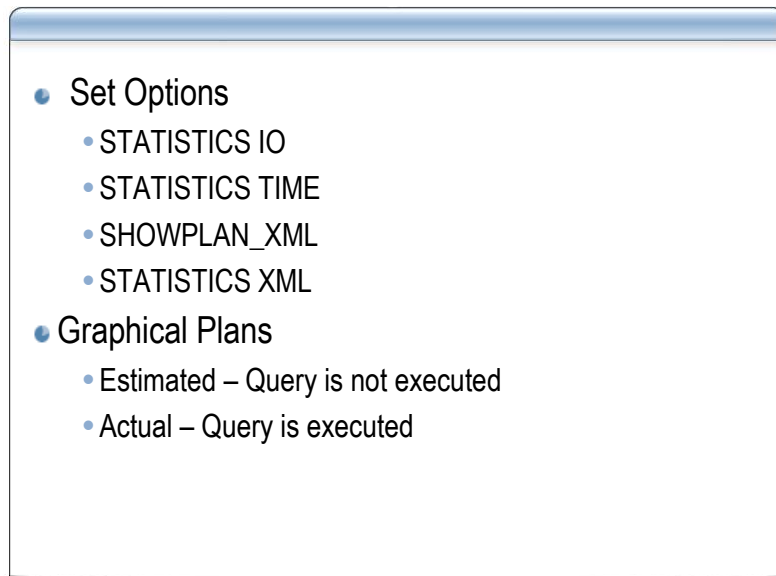 Set Options
STATISTICS IO
STATISTICS TIME
SHOWPLAN_XML
STATISTICS XML
Graphical Plans
Estimated – Query is not executed
Actual – Query is executed